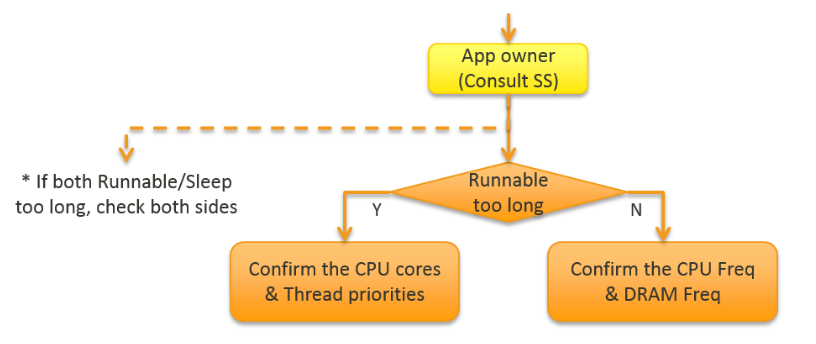 App owner
(Consult SS)
* If both Runnable/Sleep
too long, check both sides
Runnable
too long
Y
N
Confirm the CPU cores
& Thread priorities
Confirm the CPU Freq
& DRAM Freq